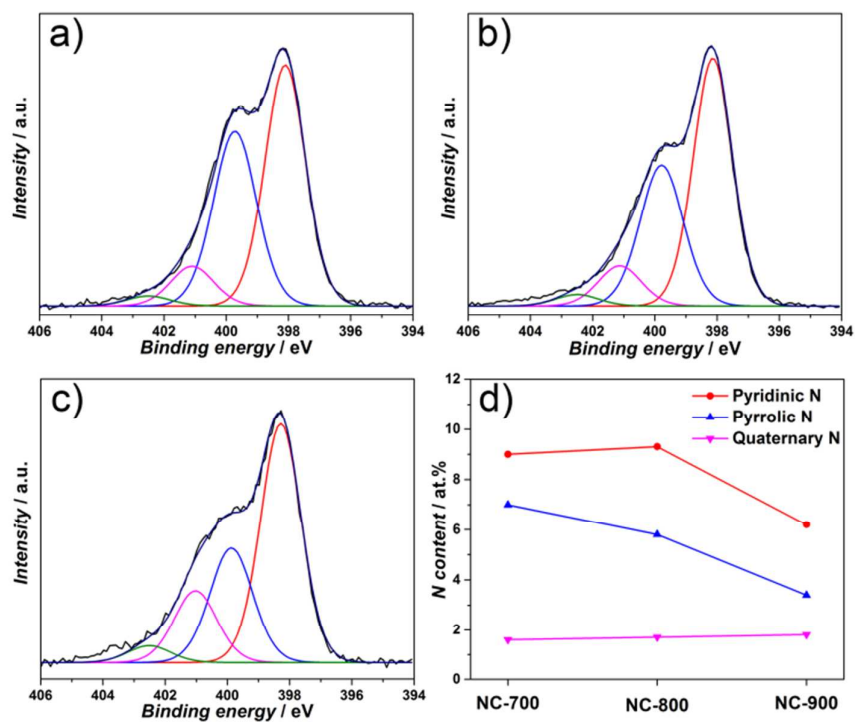 a)
Intensity / a.u.
406 404 402 400 398 396 394
Binding energy / eV
b)
Intensity / a.u.
406 404 402 400 398 396 394
Binding energy / eV
c)
Intensity / a.u.
406 404 402 400 398 396 394
Binding energy / eV
d)
Pyridinic N
Pyrrolic N
Quaternary N
N content / at.%
12
10
8
6
4
2
0
NC-700 NC-800 NC-900